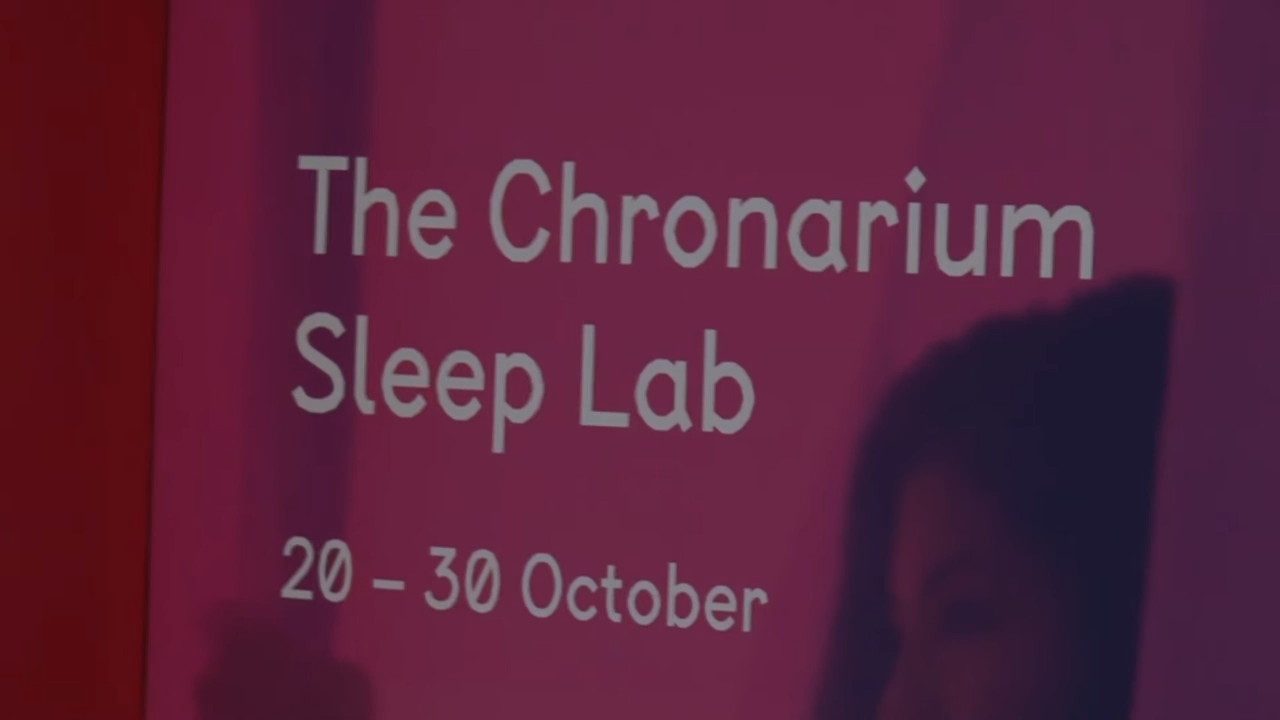 The Chronarium
Sleep Lab
20 – 30 October